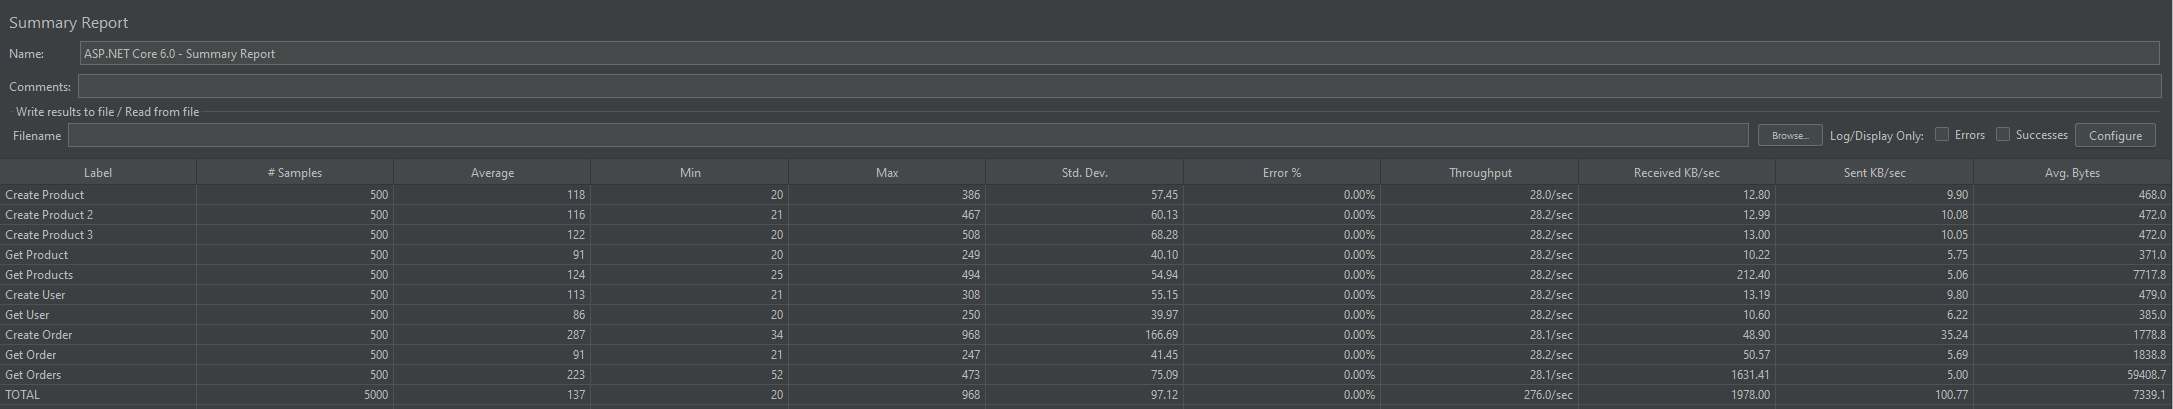 Summary Report
Name: ASP.NET Core 6.0 - Summary Report
Comments:
Write results to file / Read from file
Filename Browse... Log/Display Only: Errors Successes Configure
Label # Samples Average Min Max Std. Dev. Error % Throughput Received KB/sec Sent KB/sec Avg. Bytes
Create Product 500 118 20 386 57.45 0.00% 28.0/sec 12.80 9.90 468.0
Create Product 2 500 116 21 467 60.13 0.00% 28.2/sec 12.99 10.08 472.0
Create Product 3 500 122 20 508 68.28 0.00% 28.2/sec 13.00 10.05 472.0
Get Product 500 91 20 249 40.10 0.00% 28.2/sec 10.22 5.75 371.0
Get Products 500 124 25 494 54.94 0.00% 28.2/sec 212.40 5.06 7717.8
Create User 500 113 21 308 55.15 0.00% 28.2/sec 13.19 9.80 479.0
Get User 500 86 20 250 39.97 0.00% 28.2/sec 10.60 6.22 385.0
Create Order 500 287 34 968 166.69 0.00% 28.1/sec 48.90 35.24 1778.8
Get Order 500 91 21 247 41.45 0.00% 28.2/sec 50.57 5.69 1838.8
Get Orders 500 223 52 473 75.09 0.00% 28.1/sec 1631.41 5.00 59408.7
TOTAL 5000 137 20 968 97.12 0.00% 276.0/sec 1978.00 100.77 7339.1